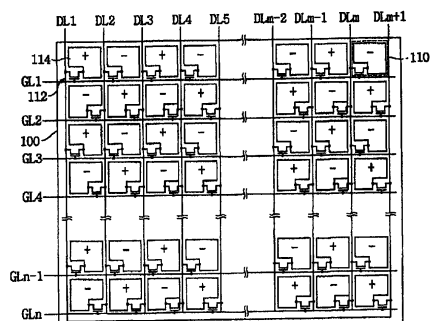 DL1 DL2 DL3 DL4 DL5 DLm-2 DLm-1 DLm DLm+1
114 + - + - - + - 110
GL1
112 - + - + + - +
GL2
100 + - + - - + -
GL3
- + - + + - +
GL4
+ - + - - + -
GLn-1
- + - + + - +
GLn